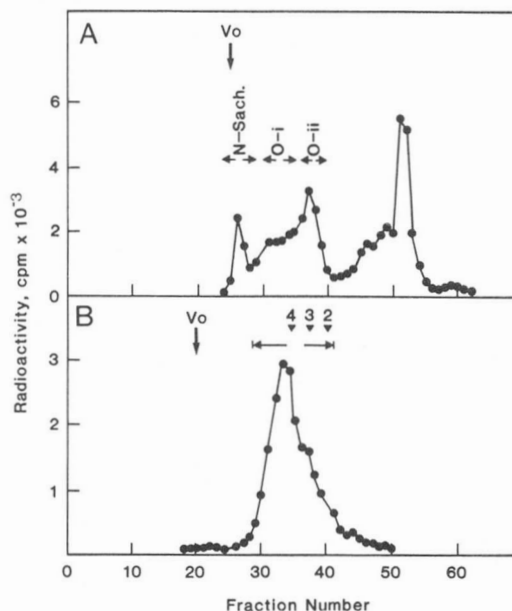 A
Vo
N-Sach.
O-i
O-ii
6
4
2
0
B
Vo
4 3 2
3
2
1
0 10 20 30 40 50 60
Radioactivity, cpm x 10-3
Fraction Number